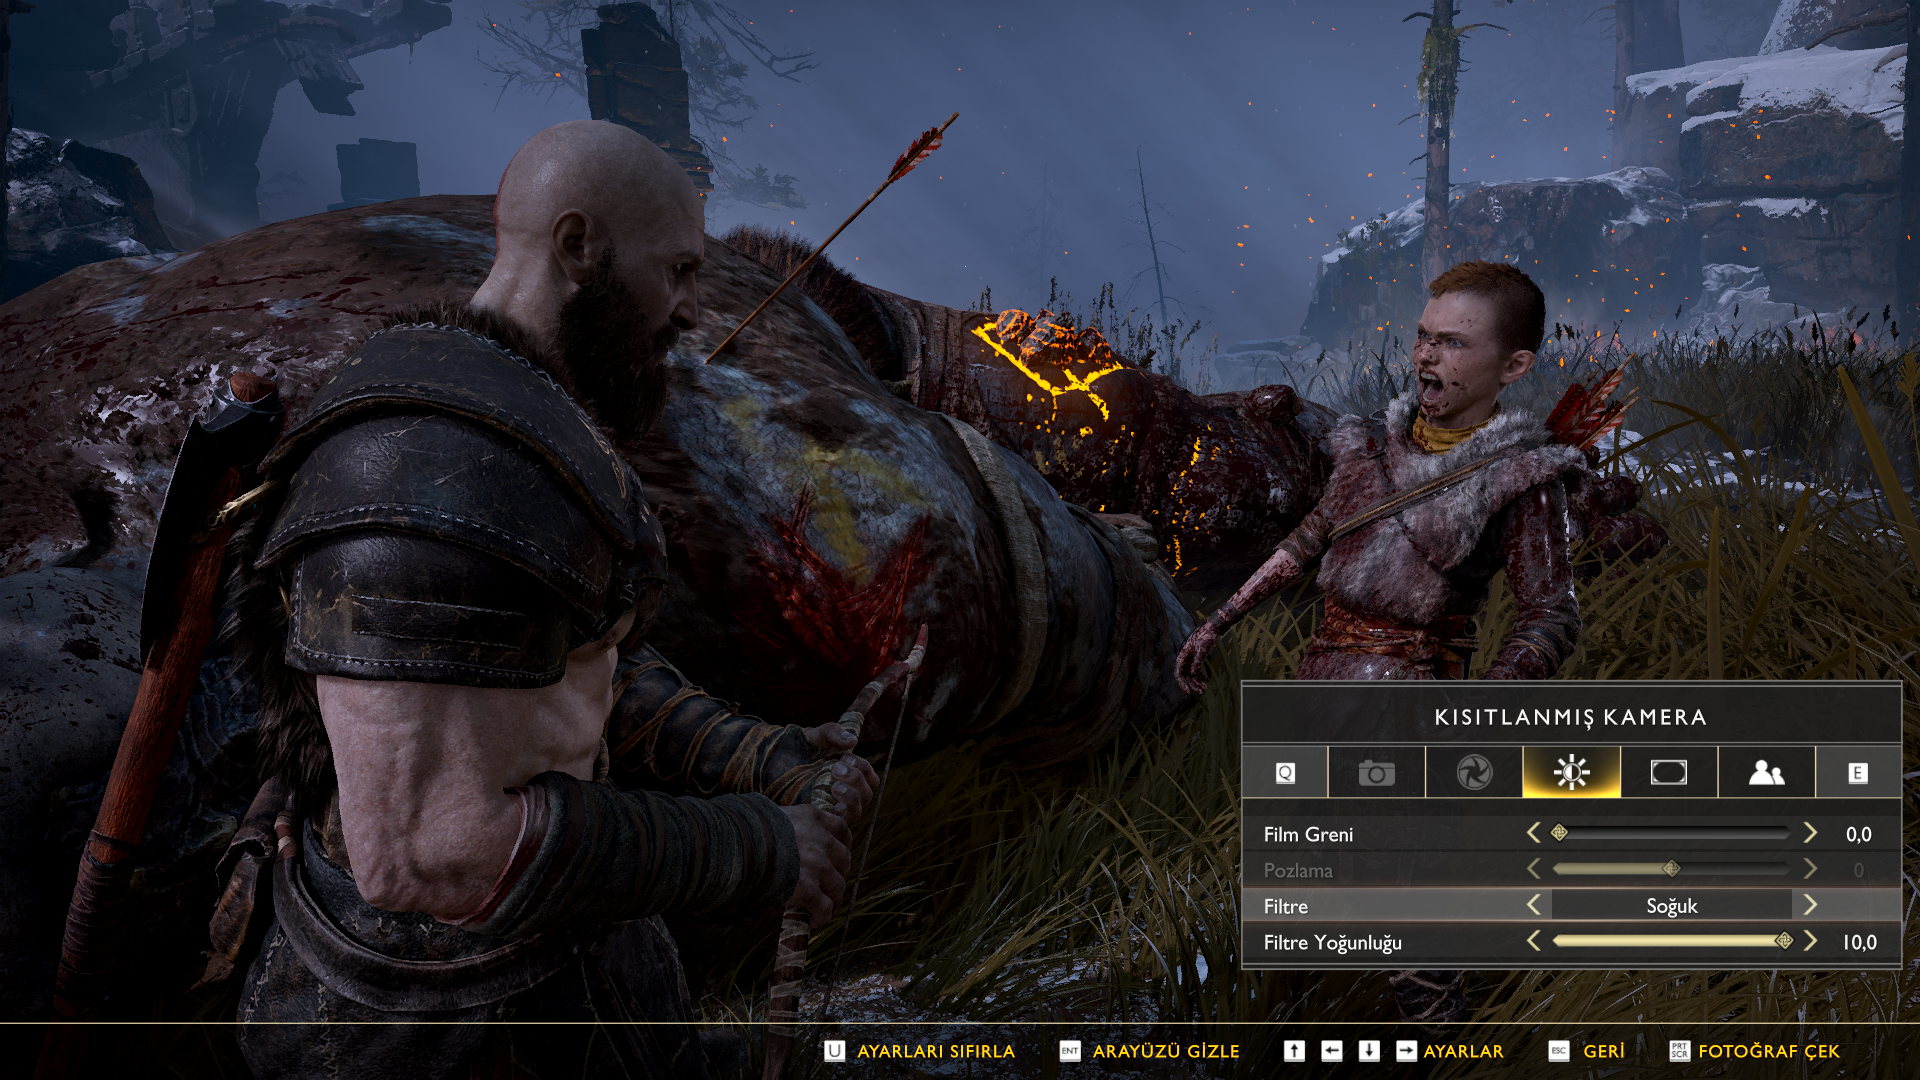 KISITLANMIŞ KAMERA
Q
E
Film Greni 0,0
Pozlama 0
Filtre Soğuk
Filtre Yoğunluğu 10,0
U AYARLARI SIFIRLA ENT ARAYÜZÜ GİZLE ↑ ← ↓ → AYARLAR ESC GERİ PRT SCR FOTOĞRAF ÇEK